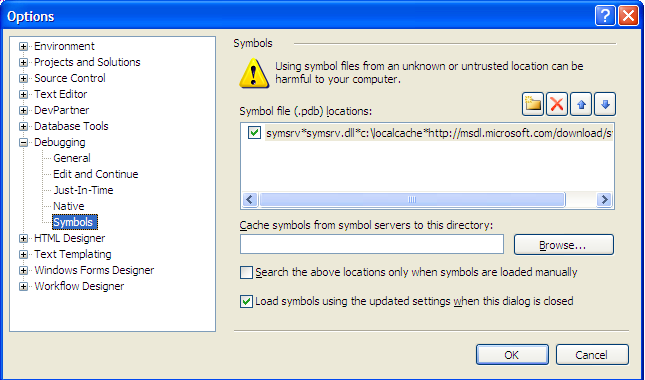 Options
Environment
Projects and Solutions
Source Control
Text Editor
DevPartner
Database Tools
Debugging
General
Edit and Continue
Just-In-Time
Native
Symbols
HTML Designer
Text Templating
Windows Forms Designer
Workflow Designer
Symbols
Using symbol files from an unknown or untrusted location can be
harmful to your computer.
Symbol file (.pdb) locations:
symsrv*symsrv.dll*c:\localcache*http://msdl.microsoft.com/download/s
Cache symbols from symbol servers to this directory:
Browse...
Search the above locations only when symbols are loaded manually
Load symbols using the updated settings when this dialog is closed
OK
Cancel